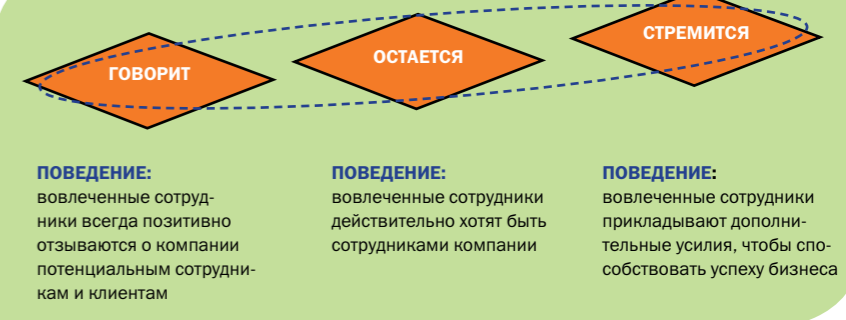 ГОВОРИТ
ОСТАЕТСЯ
СТРЕМИТСЯ
ПОВЕДЕНИЕ:
вовлеченные сотруд-
ники всегда позитивно
отзываются о компании
потенциальным сотрудни-
кам и клиентам
ПОВЕДЕНИЕ:
вовлеченные сотрудники
действительно хотят быть
сотрудниками компании
ПОВЕДЕНИЕ:
вовлеченные сотрудники
прикладывают дополни-
тельные усилия, чтобы спо-
собствовать успеху бизнеса